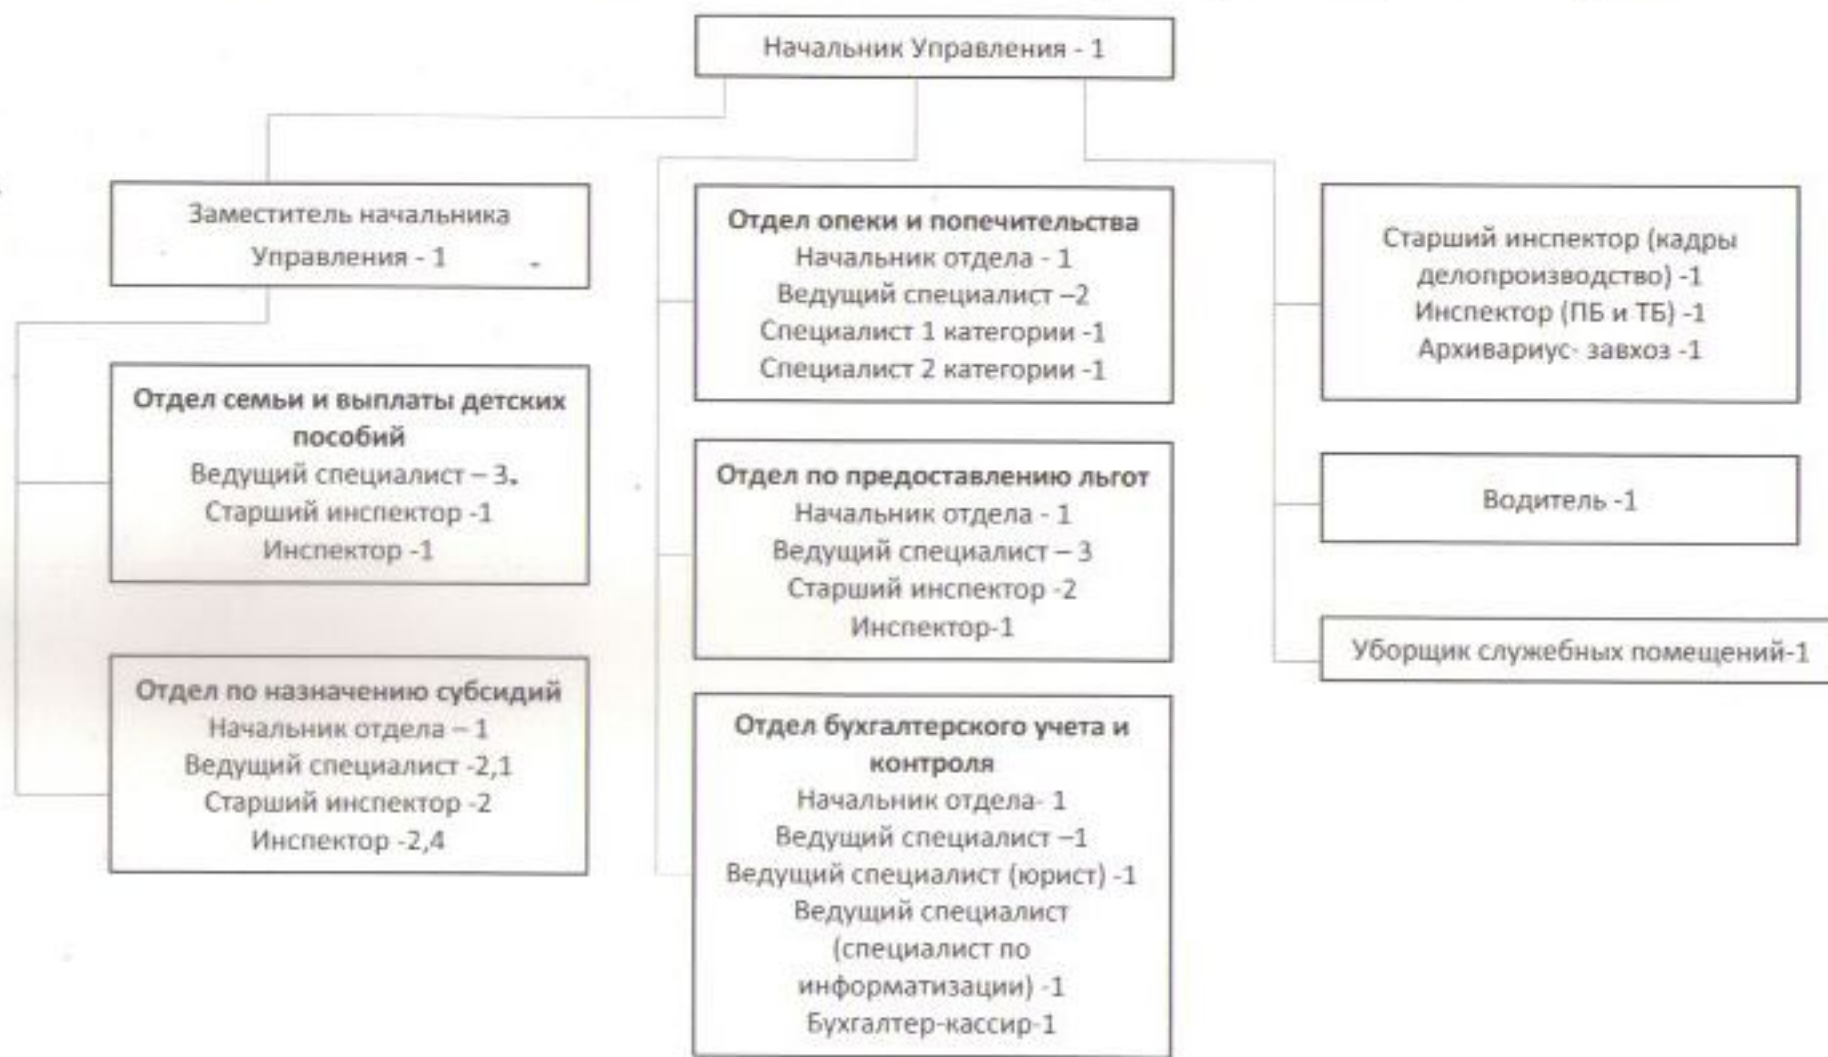 Начальник Управления - 1
Заместитель начальника
Управления - 1
Отдел семьи и выплаты детских
пособий
Ведущий специалист – 3.
Старший инспектор -1
Инспектор -1
Отдел по назначению субсидий
Начальник отдела – 1
Ведущий специалист -2,1
Старший инспектор -2
Инспектор -2,4
Отдел опеки и попечительства
Начальник отдела - 1
Ведущий специалист –2
Специалист 1 категории -1
Специалист 2 категории -1
Отдел по предоставлению льгот
Начальник отдела - 1
Ведущий специалист – 3
Старший инспектор -2
Инспектор-1
Отдел бухгалтерского учета и
контроля
Начальник отдела- 1
Ведущий специалист –1
Ведущий специалист (юрист) -1
Ведущий специалист
(специалист по
информатизации) -1
Бухгалтер-кассир-1
Старший инспектор (кадры
делопроизводство) -1
Инспектор (ПБ и ТБ) -1
Архивариус- завхоз -1
Водитель -1
Уборщик служебных помещений-1